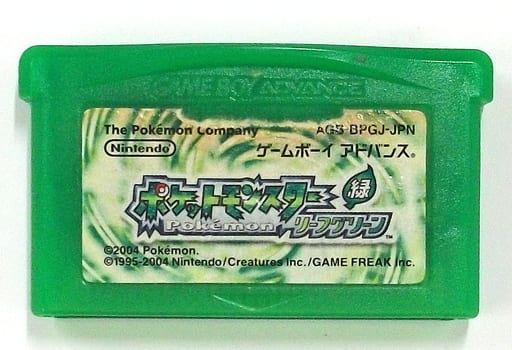 GAME BOY ADVANCE
The Pokémon Company AGB-BPGJ-JPN
Nintendo ゲームボーイ アドバンス®
ポケットモンスター 緑
Pokémon リーフグリーン™
©2004 Pokémon.
©1995-2004 Nintendo/Creatures inc./GAME FREAK inc.